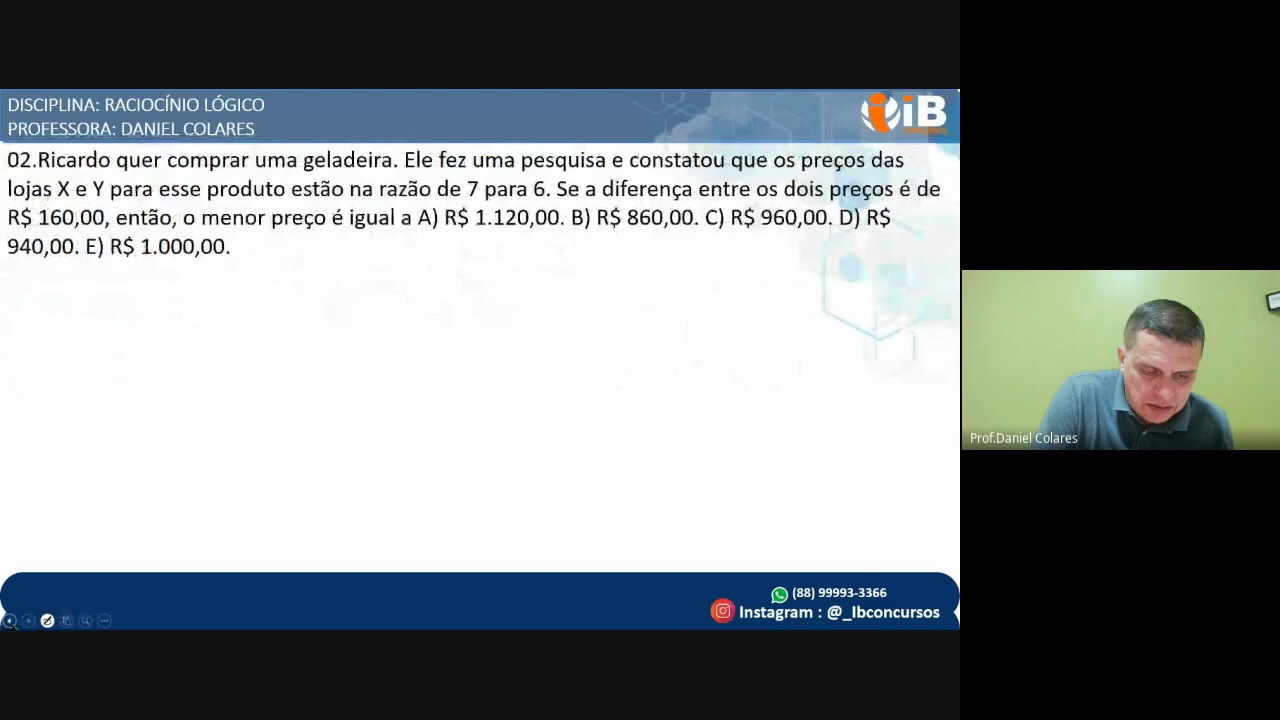 DISCIPLINA: RACIOCÍNIO LÓGICO
PROFESSORA: DANIEL COLARES
iB
02.Ricardo quer comprar uma geladeira. Ele fez uma pesquisa e constatou que os preços das
lojas X e Y para esse produto estão na razão de 7 para 6. Se a diferença entre os dois preços é de
R$ 160,00, então, o menor preço é igual a A) R$ 1.120,00. B) R$ 860,00. C) R$ 960,00. D) R$
940,00. E) R$ 1.000,00.
Prof.Daniel Colares
(88) 99993-3366
Instagram : @_Ibconcursos